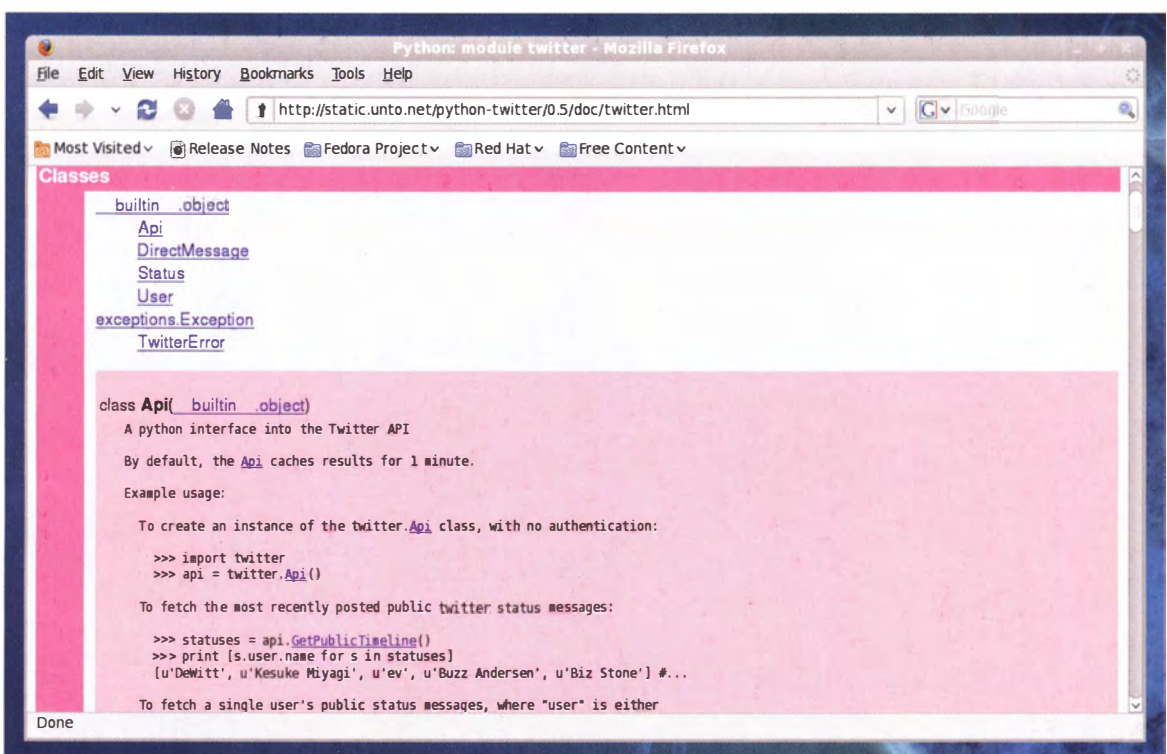 Python: module twitter - Mozilla Firefox
File Edit View History Bookmarks Tools Help
http://static.unto.net/python-twitter/0.5/doc/twitter.html
Google
Most Visited Release Notes Fedora Project Red Hat Free Content
Classes
__builtin__.object
Api
DirectMessage
Status
User
exceptions.Exception
TwitterError
class Api(__builtin__.object)
A python interface into the Twitter API
By default, the Api caches results for 1 minute.
Example usage:
To create an instance of the twitter.Api class, with no authentication:
>>> import twitter
>>> api = twitter.Api()
To fetch the most recently posted public twitter status messages:
>>> statuses = api.GetPublicTimeline()
>>> print [s.user.name for s in statuses]
[u'DeWitt', u'Kesuke Miyagi', u'ev', u'Buzz Andersen', u'Biz Stone'] #...
To fetch a single user's public status messages, where "user" is either
Done